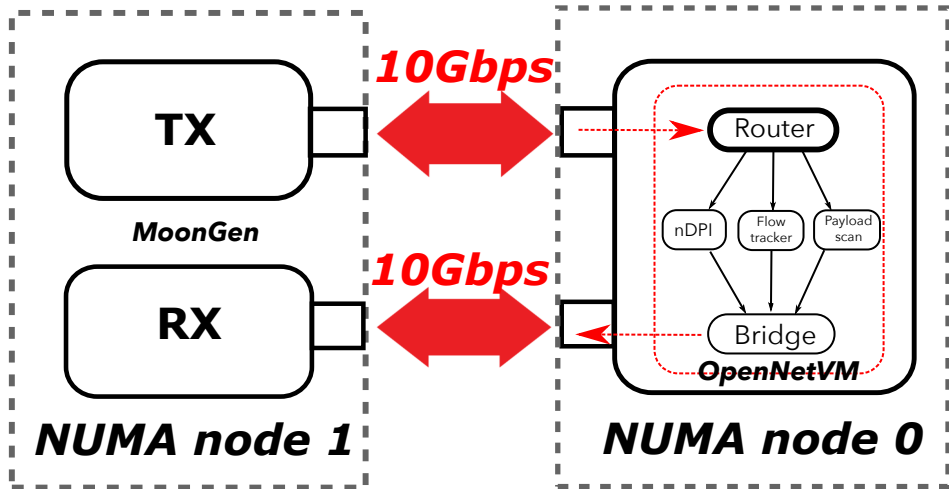 10Gbps
TX
MoonGen
10Gbps
RX
NUMA node 1
Router
nDPI
Flow
tracker
Payload
scan
Bridge
OpenNetVM
NUMA node 0